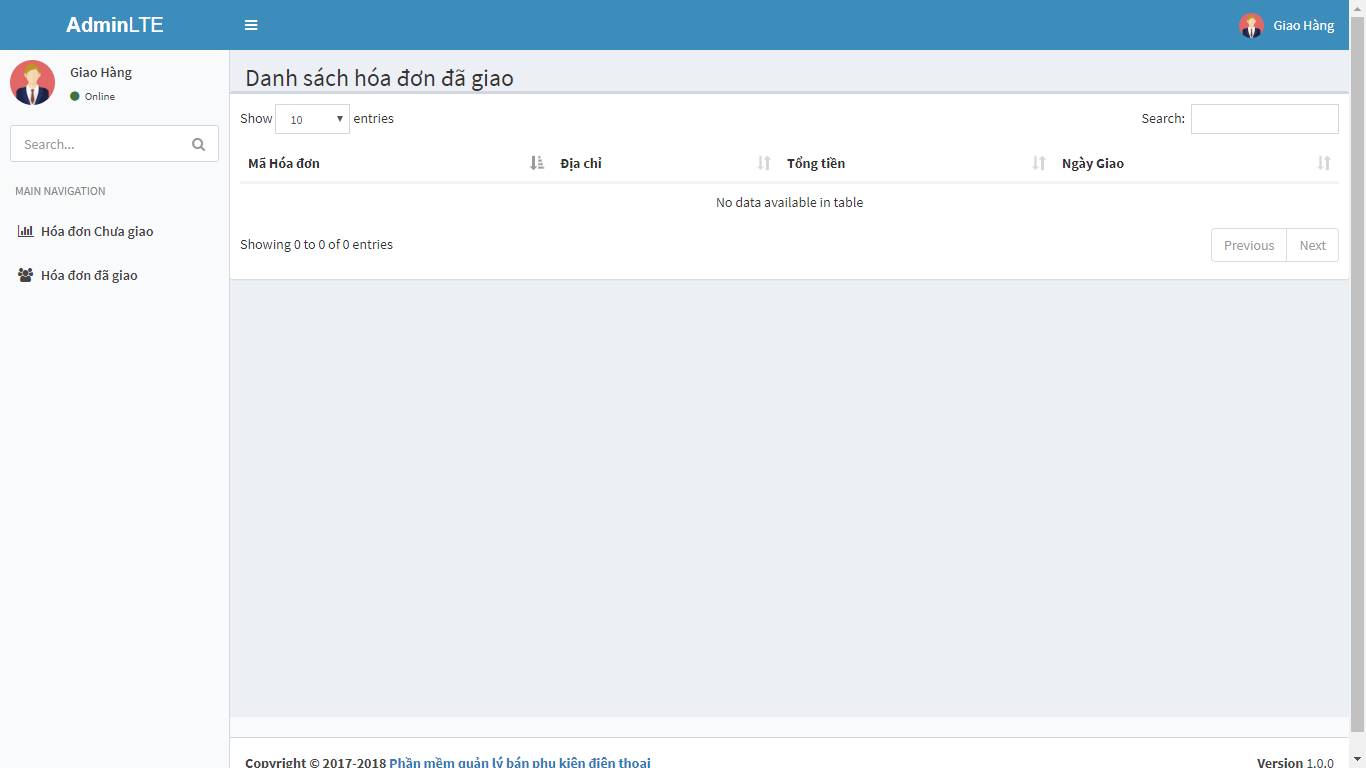 AdminLTE
Giao Hàng
Giao Hàng
Online
Search...
MAIN NAVIGATION
Hóa đơn Chưa giao
Hóa đơn đã giao
Danh sách hóa đơn đã giao
Show 10 entries
Search:
Mã Hóa đơn Địa chỉ Tổng tiền Ngày Giao
No data available in table
Showing 0 to 0 of 0 entries
Previous Next
Copyright © 2017-2018 Phần mềm quản lý bán phụ kiện điện thoại
Version 1.0.0